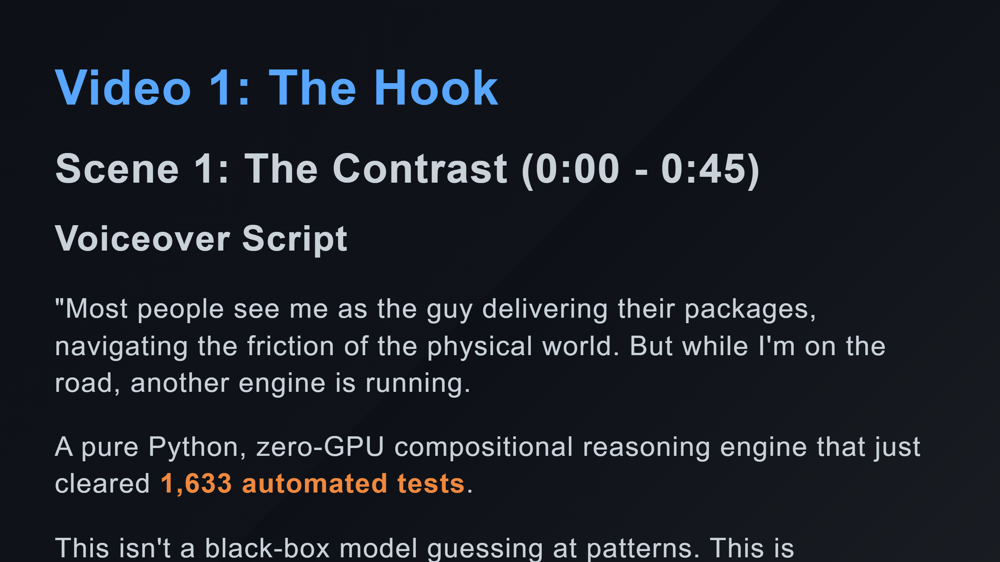 Video 1: The Hook
Scene 1: The Contrast (0:00 - 0:45)
Voiceover Script
"Most people see me as the guy delivering their packages,
navigating the friction of the physical world. But while I'm on the
road, another engine is running.
A pure Python, zero-GPU compositional reasoning engine that just
cleared 1,633 automated tests.
This isn't a black-box model guessing at patterns. This is